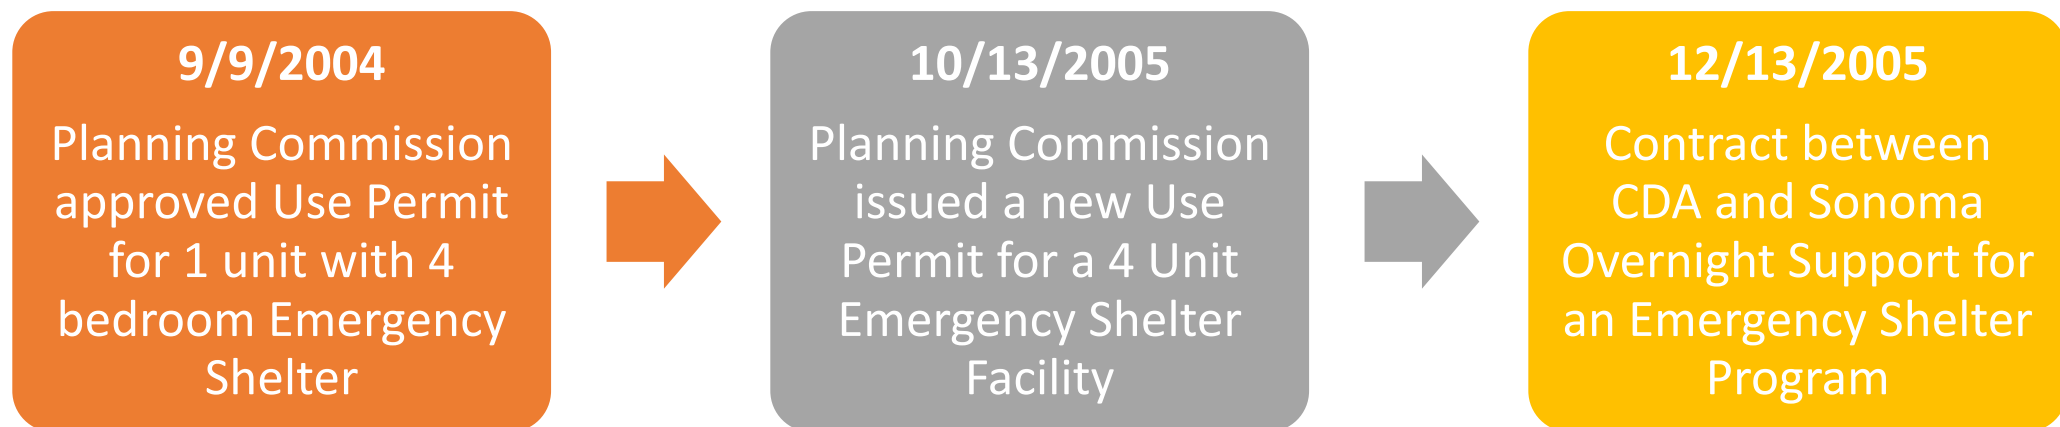 9/9/2004
Planning Commission
approved Use Permit
for 1 unit with 4
bedroom Emergency
Shelter
10/13/2005
Planning Commission
issued a new Use
Permit for a 4 Unit
Emergency Shelter
Facility
12/13/2005
Contract between
CDA and Sonoma
Overnight Support for
an Emergency Shelter
Program